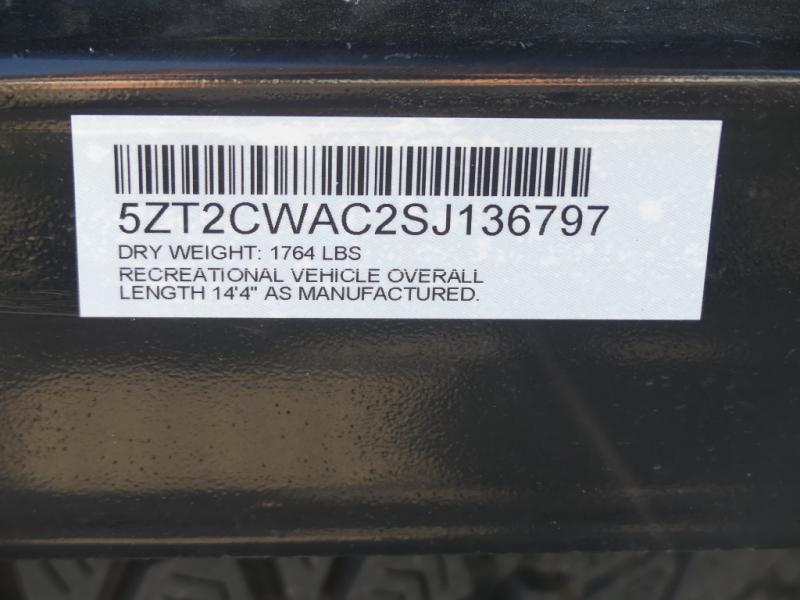 5ZT2CWAC2SJ136797
DRY WEIGHT: 1764 LBS
RECREATIONAL VEHICLE OVERALL
LENGTH 14'4" AS MANUFACTURED.